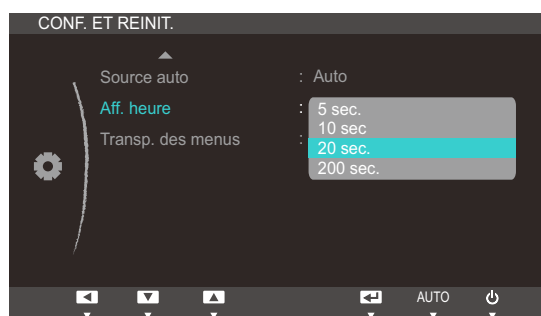 CONF. ET REINIT.
Source auto : Auto
Aff. heure :
5 sec.
10 sec
20 sec.
200 sec.
Transp. des menus :
AUTO